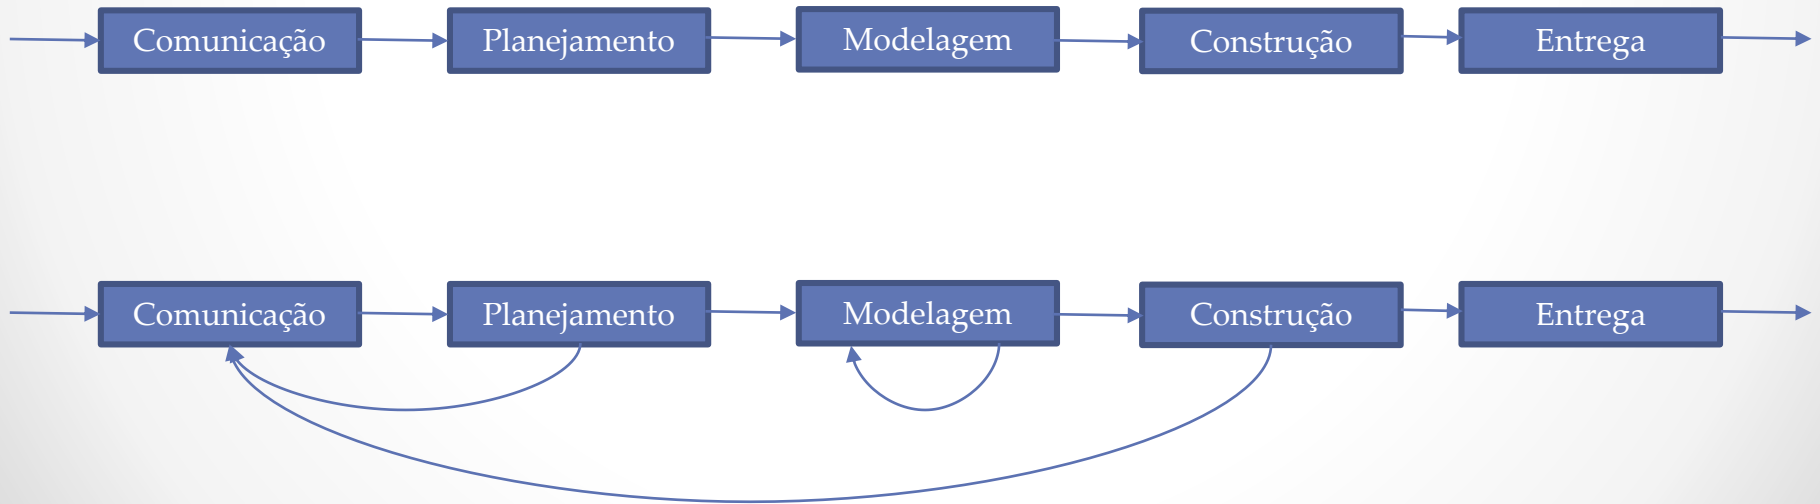 Comunicação
Planejamento
Modelagem
Construção
Entrega
Comunicação
Planejamento
Modelagem
Construção
Entrega